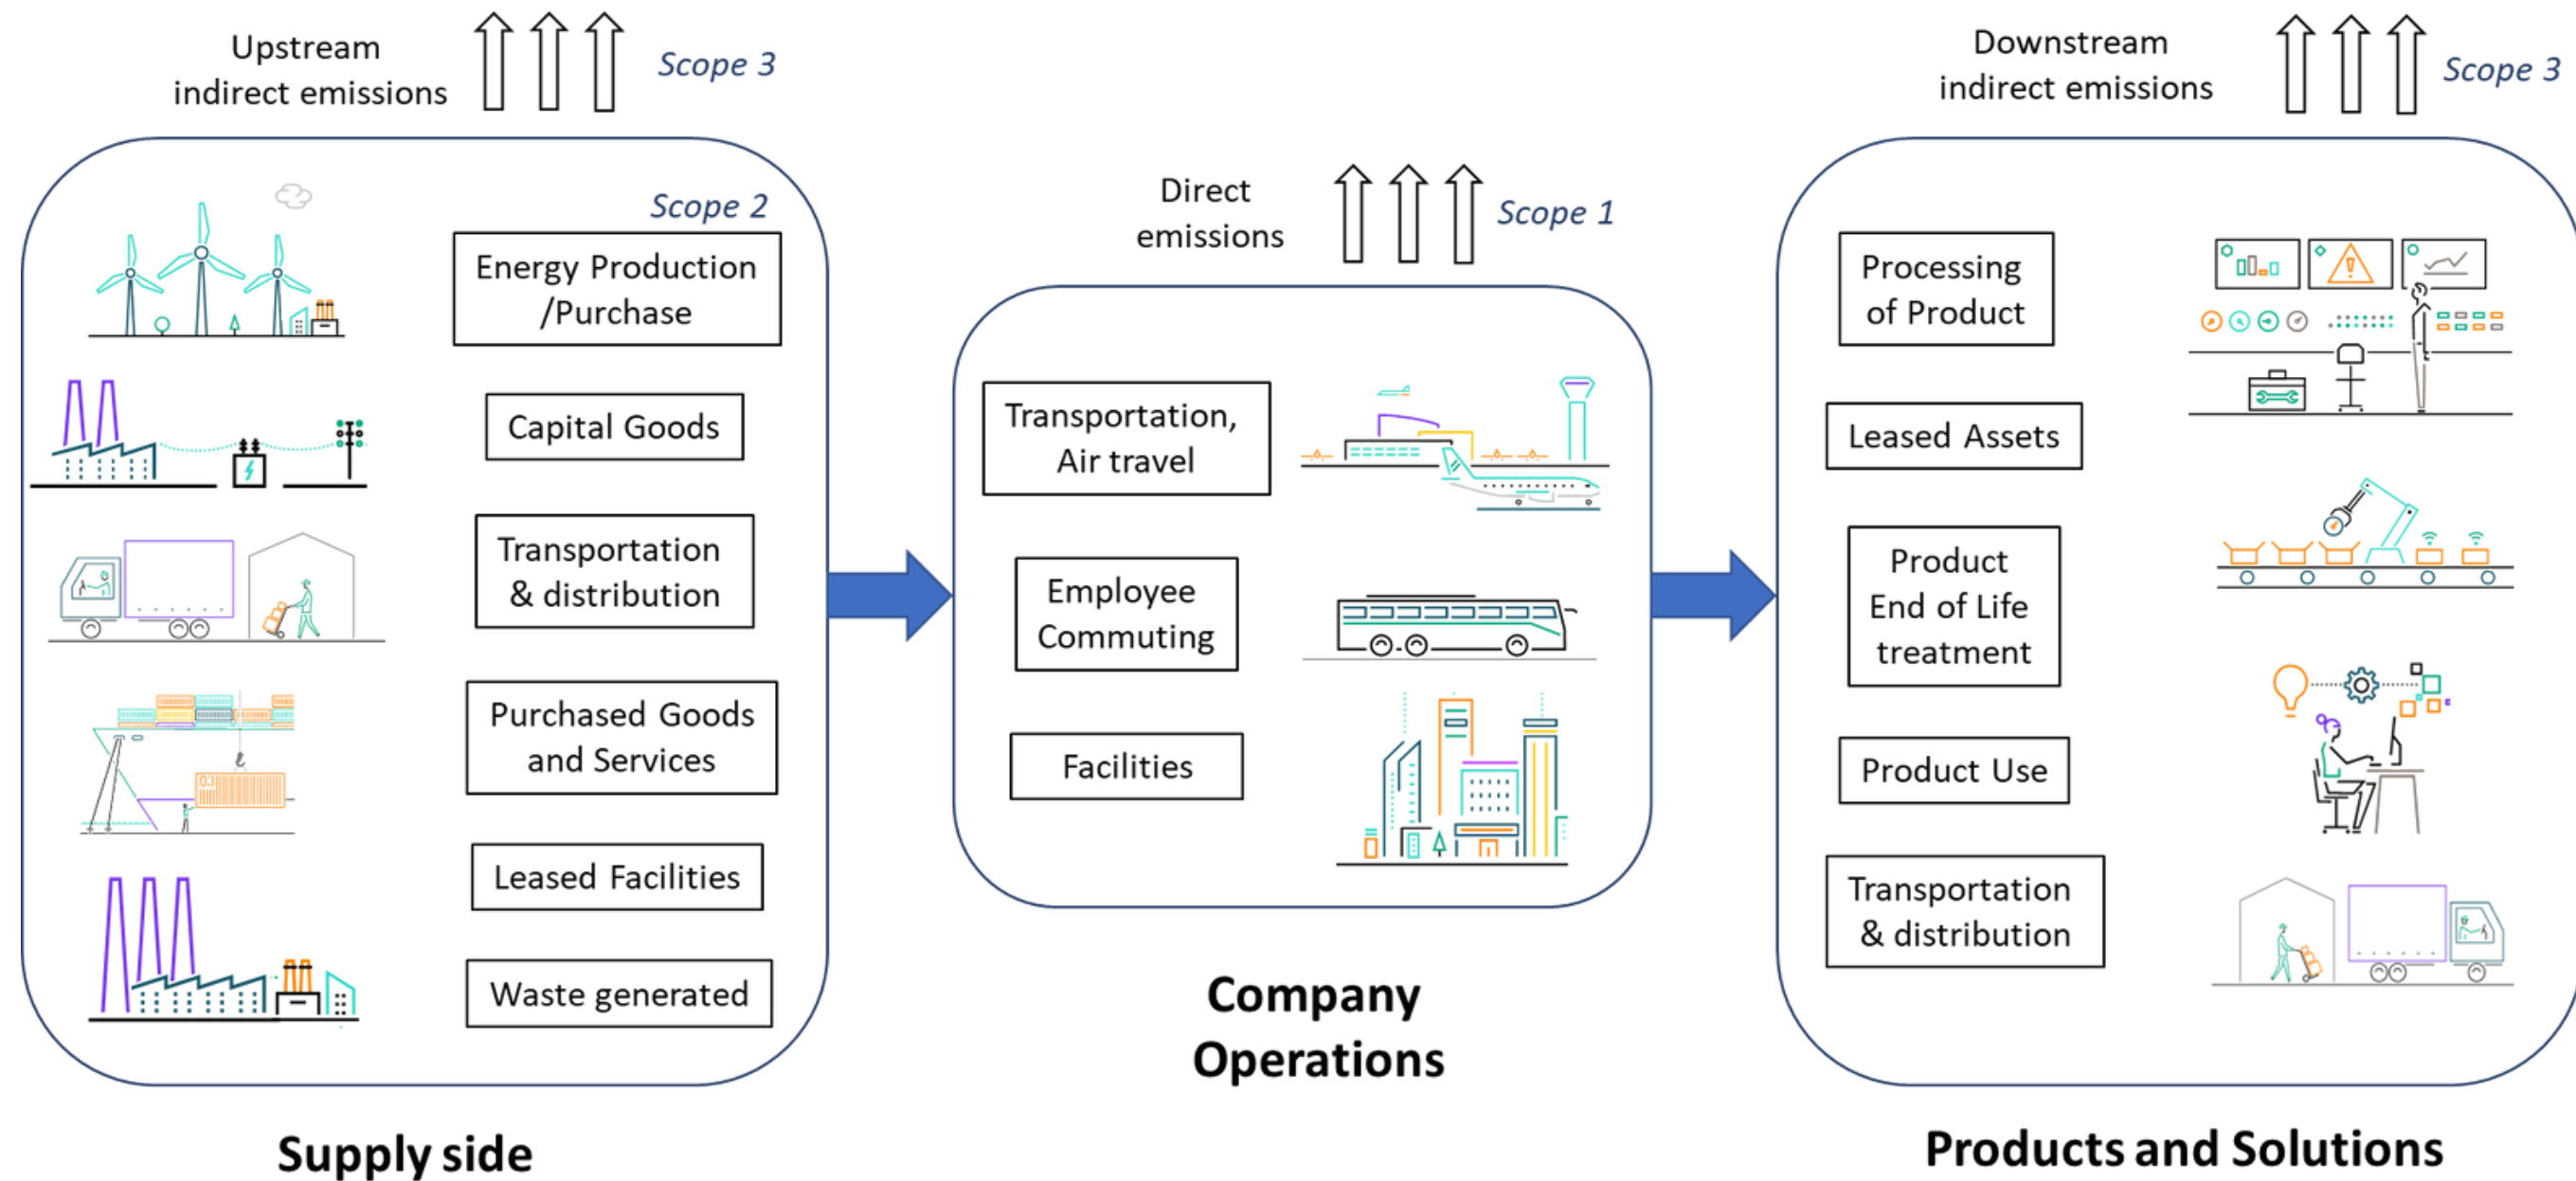 Upstream
indirect emissions
Scope 3
Scope 2
Energy Production
/Purchase
Capital Goods
Transportation
& distribution
Purchased Goods
and Services
03
Leased Facilities
Waste generated
Supply side
Direct
emissions
Scope 1
Transportation,
Air travel
Employee
Commuting
Facilities
Company
Operations
Downstream
indirect emissions
Scope 3
Processing
of Product
Leased Assets
Product
End of Life
treatment
Product Use
Transportation
& distribution
Products and Solutions